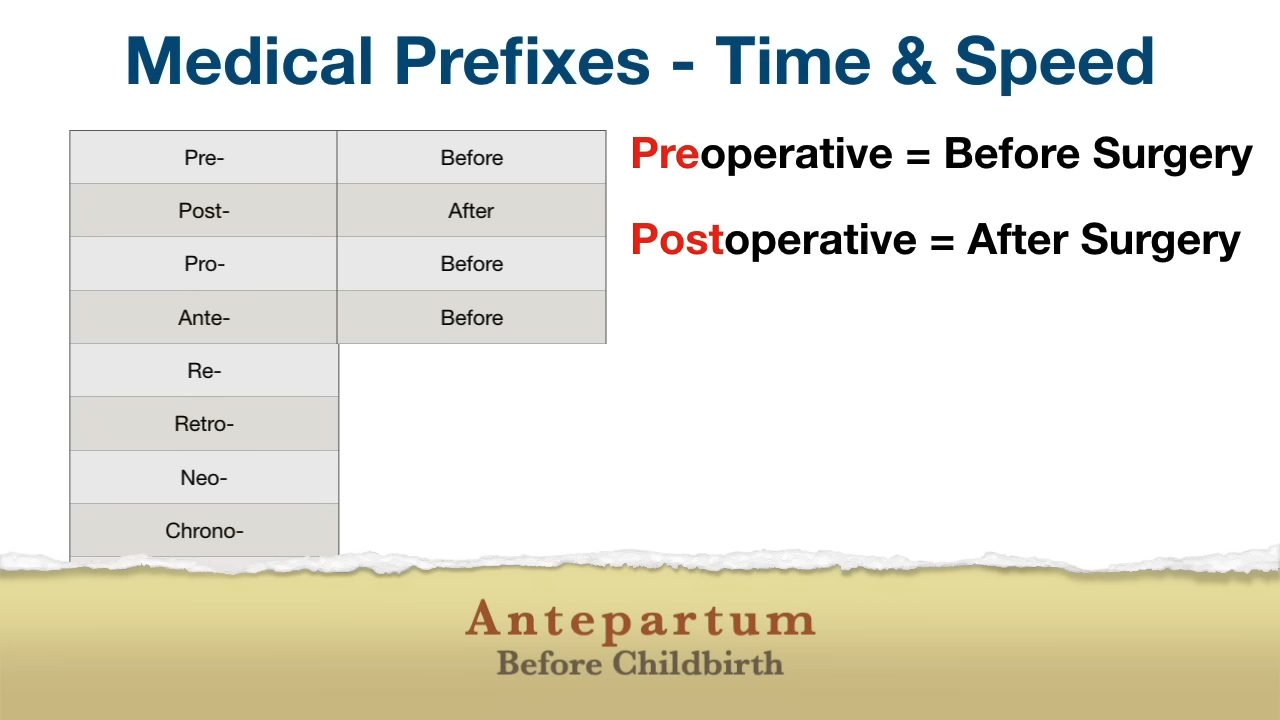 Medical Prefixes - Time & Speed
Pre- Before
Post- After
Pro- Before
Ante- Before
Re-
Retro-
Neo-
Chrono-
Preoperative = Before Surgery
Postoperative = After Surgery
Antepartum
Before Childbirth